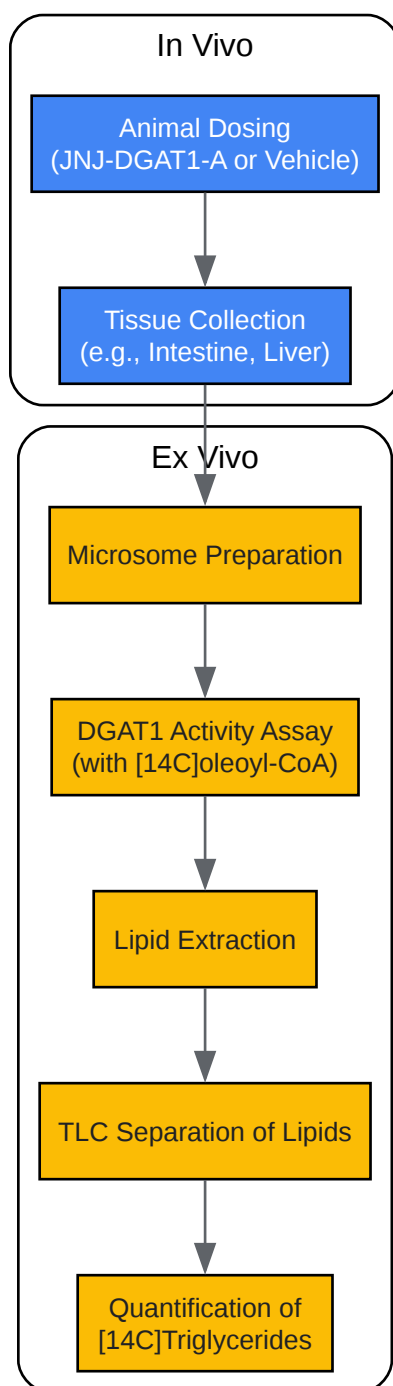 In Vivo
Animal Dosing
(JNJ-DGAT1-A or Vehicle)
Tissue Collection
(e.g., Intestine, Liver)
Ex Vivo
Microsome Preparation
DGAT1 Activity Assay
(with [14C]oleoyl-CoA)
Lipid Extraction
TLC Separation of Lipids
Quantification of
[14C]Triglycerides